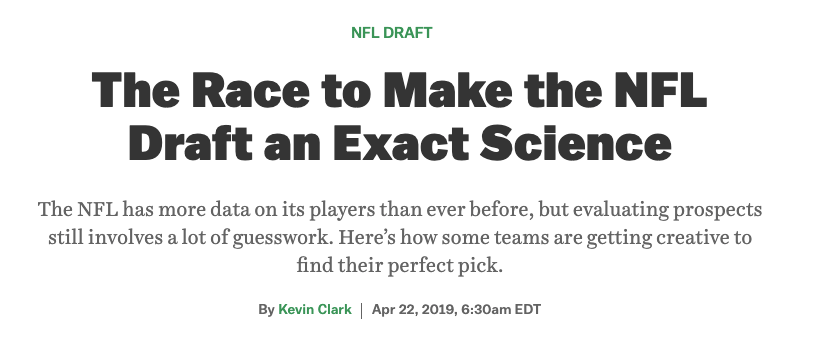 NFL DRAFT
The Race to Make the NFL
Draft an Exact Science
The NFL has more data on its players than ever before, but evaluating prospects
still involves a lot of guesswork. Here’s how some teams are getting creative to
find their perfect pick.
By Kevin Clark | Apr 22, 2019, 6:30am EDT